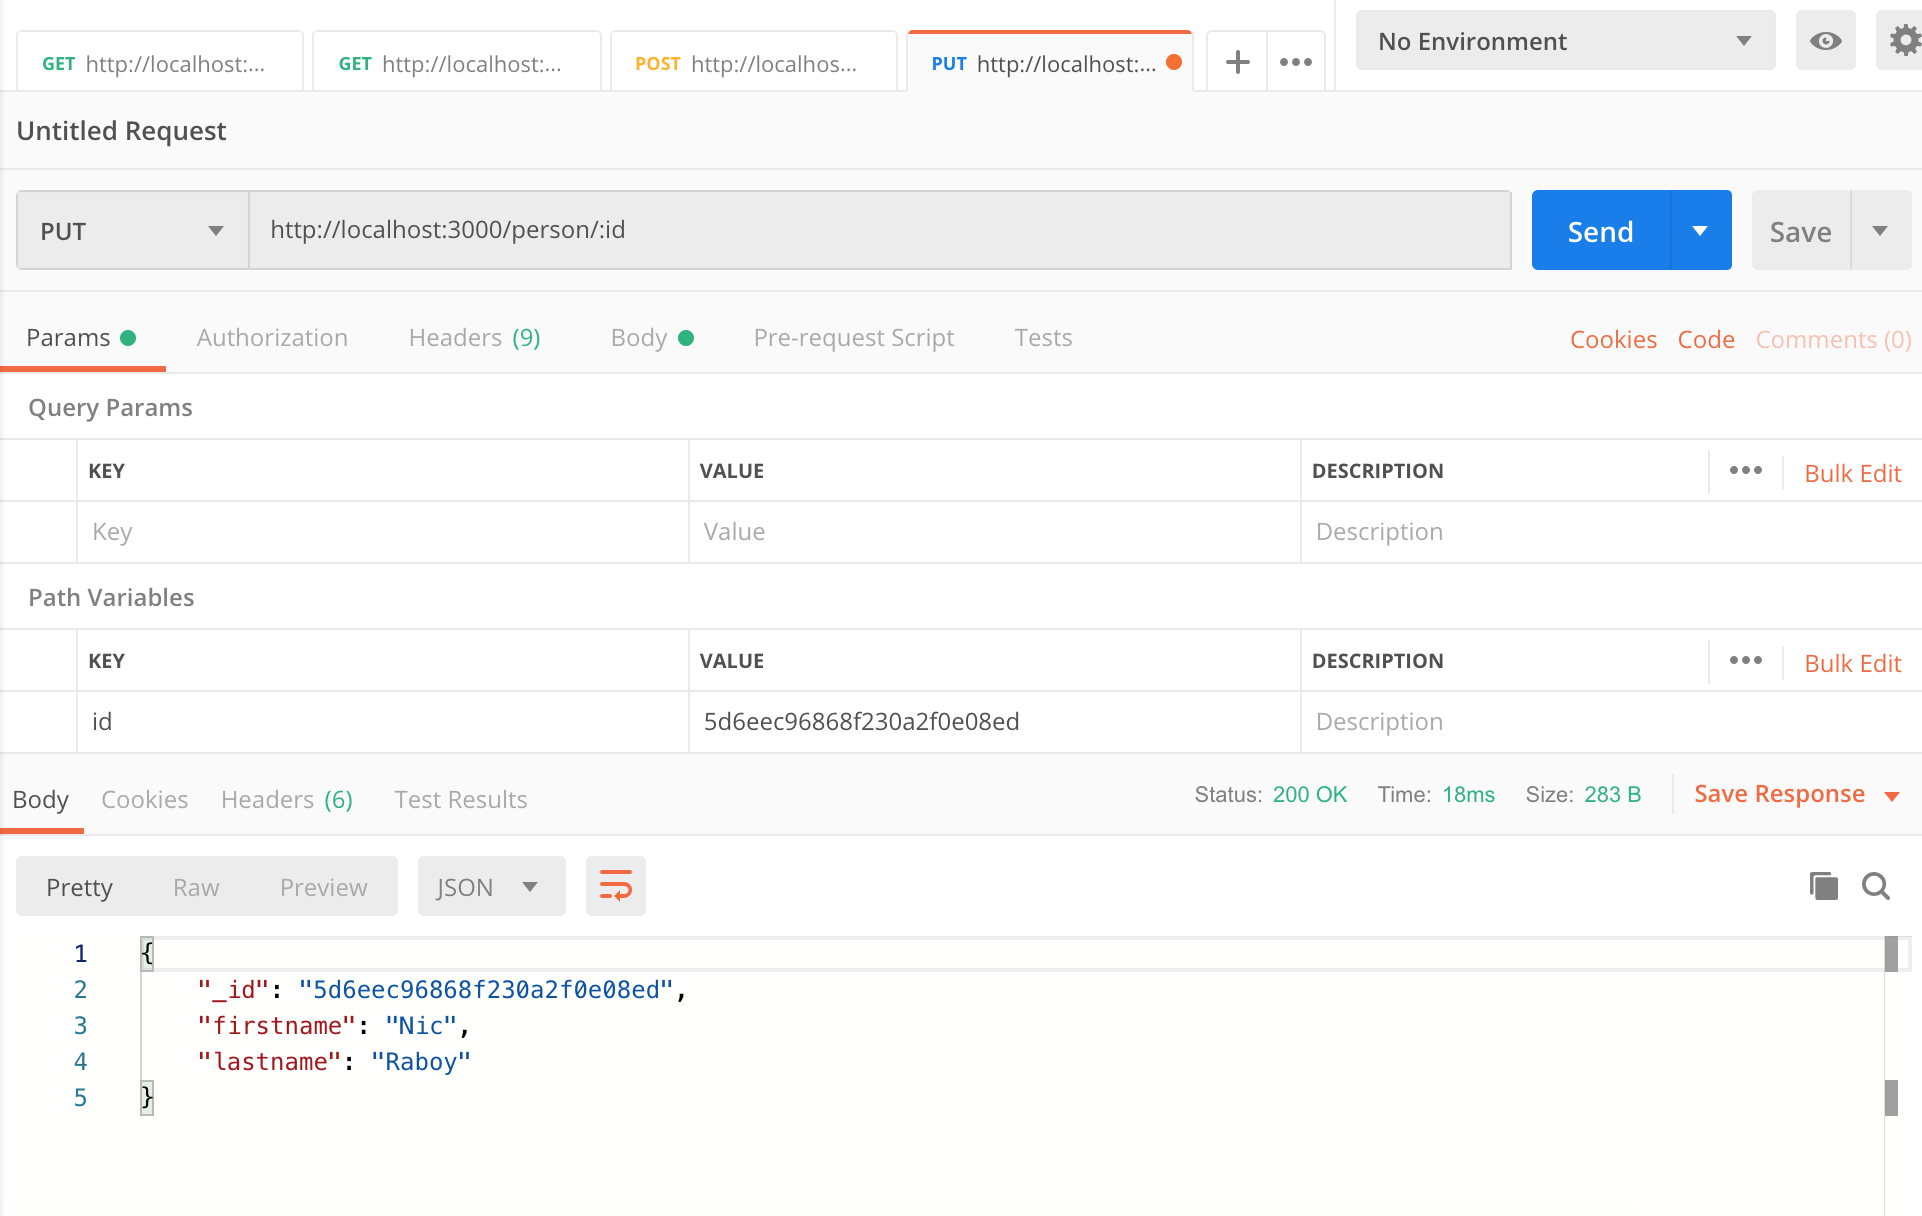 GET http://localhost:... GET http://localhost:... POST http://localhos... PUT http://localhost:... No Environment
Untitled Request
PUT http://localhost:3000/person/:id Send Save
Params Authorization Headers (9) Body Pre-request Script Tests Cookies Code Comments (0)
Query Params
KEY VALUE DESCRIPTION Bulk Edit
Key Value Description
Path Variables
KEY VALUE DESCRIPTION Bulk Edit
id 5d6eec96868f230a2f0e08ed Description
Body Cookies Headers (6) Test Results Status: 200 OK Time: 18ms Size: 283 B Save Response
Pretty Raw Preview JSON
1 {
2 "_id": "5d6eec96868f230a2f0e08ed",
3 "firstname": "Nic",
4 "lastname": "Raboy"
5 }